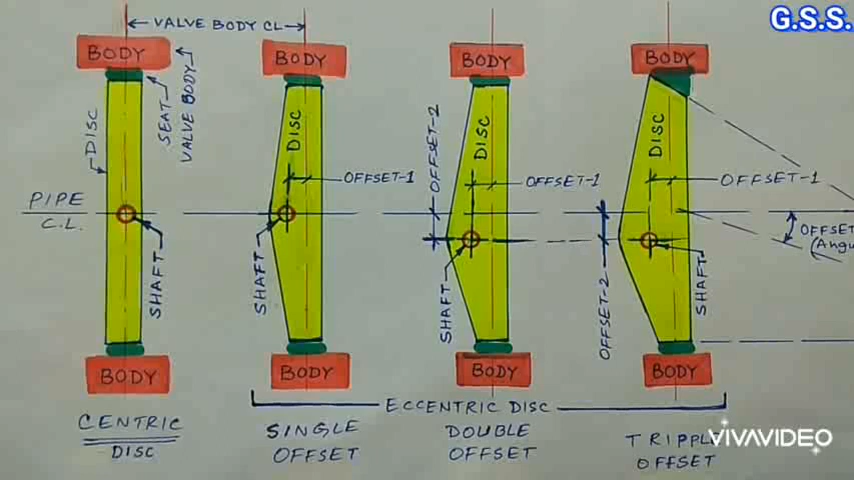 G.S.S.
VALVE BODY CL
BODY
BODY
BODY
BODY
SEAT
VALVE BODY
DISC
DISC
DISC
DISC
OFFSET-2
OFFSET-1
OFFSET-1
OFFSET-1
PIPE
C.L.
OFFSET
(Angu
SHAFT
SHAFT
SHAFT
SHAFT
OFFSET-2
BODY
BODY
BODY
BODY
ECCENTRIC DISC
CENTRIC
DISC
SINGLE
OFFSET
DOUBLE
OFFSET
TRIPPLE
OFFSET
VIVAVIDEO